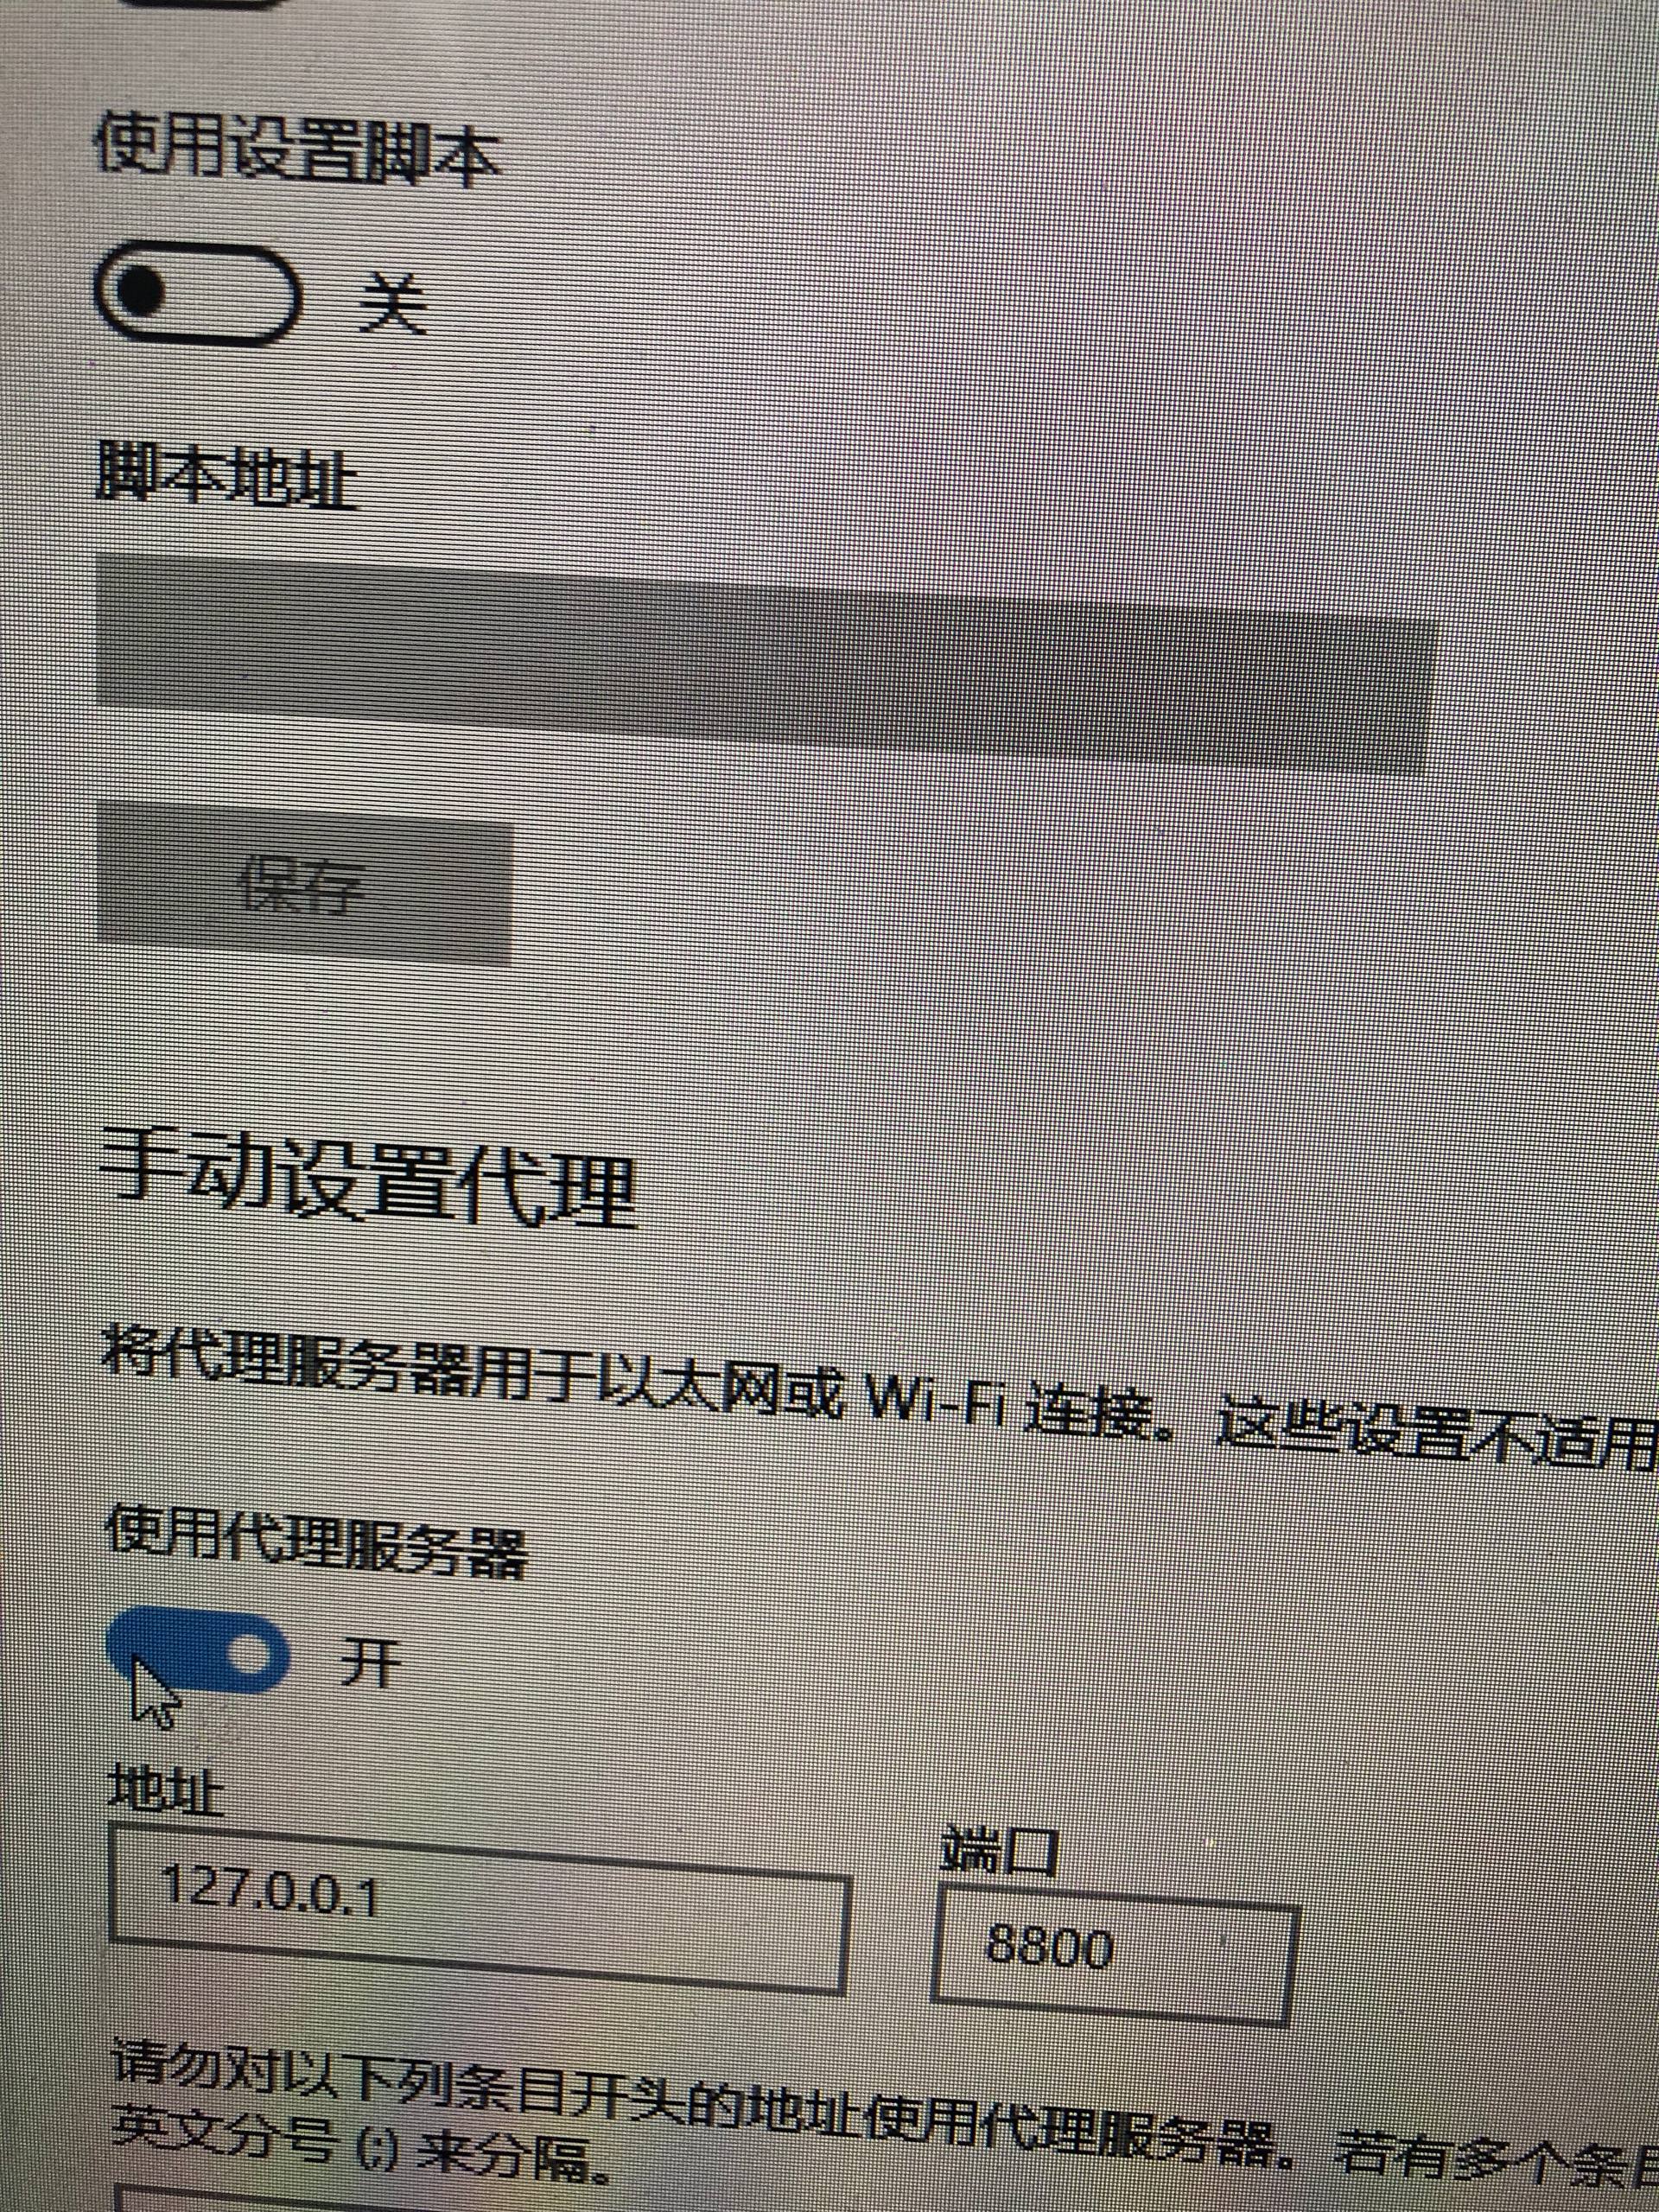 使用设置脚本
关
脚本地址
保存
手动设置代理
将代理服务器用于以太网或 Wi-Fi 连接。这些设置不适用
使用代理服务器
开
地址
端口
127.0.0.1
8800
请勿对以下列条目开头的地址使用代理服务器。若有多个条目
英文分号 (;) 来分隔。